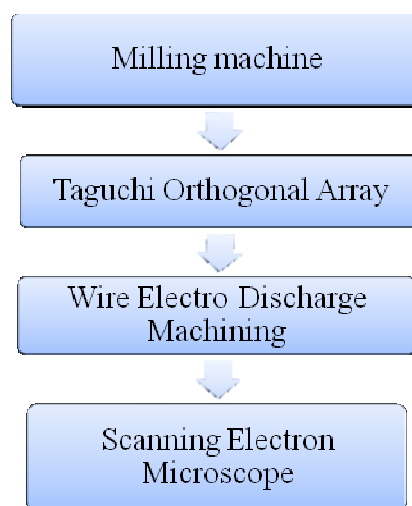 Milling machine
Taguchi Orthogonal Array
Wire Electro Discharge
Machining
Scanning Electron
Microscope